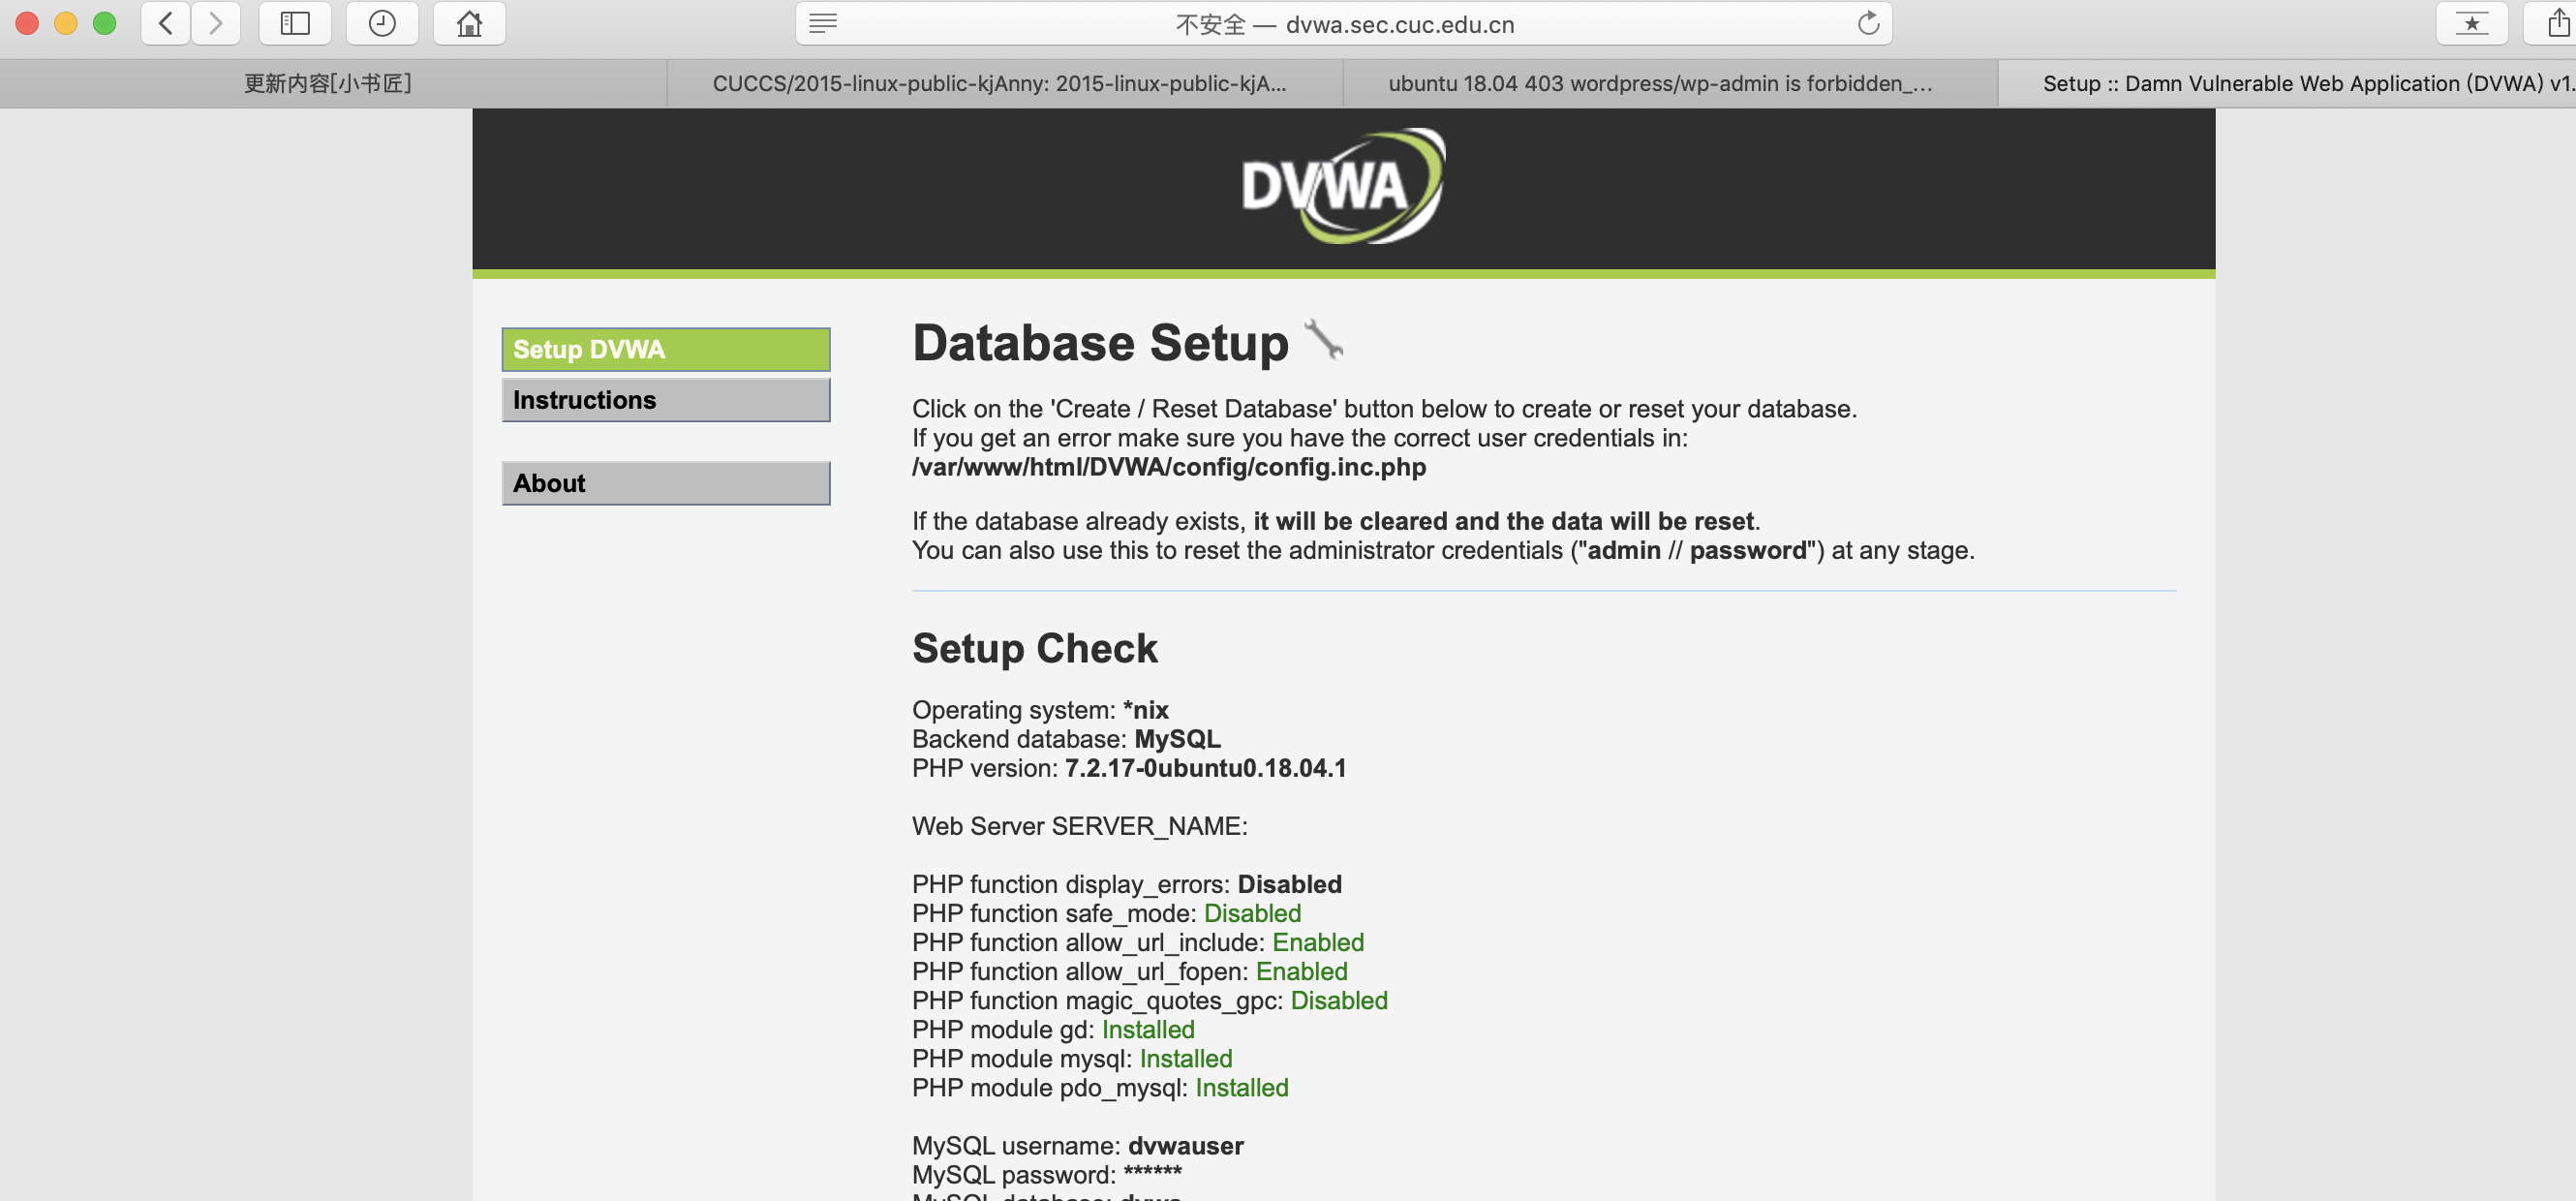 不安全 — dvwa.sec.cuc.edu.cn
更新内容[小书匠]
CUCCS/2015-linux-public-kjAnny: 2015-linux-public-kjA...
ubuntu 18.04 403 wordpress/wp-admin is forbidden_...
Setup :: Damn Vulnerable Web Application (DVWA) v1.
DVWA
Setup DVWA
Instructions
About
Database Setup
Click on the 'Create / Reset Database' button below to create or reset your database.
If you get an error make sure you have the correct user credentials in:
/var/www/html/DVWA/config/config.inc.php
If the database already exists, it will be cleared and the data will be reset.
You can also use this to reset the administrator credentials ("admin // password") at any stage.
Setup Check
Operating system: *nix
Backend database: MySQL
PHP version: 7.2.17-0ubuntu0.18.04.1
Web Server SERVER_NAME:
PHP function display_errors: Disabled
PHP function safe_mode: Disabled
PHP function allow_url_include: Enabled
PHP function allow_url_fopen: Enabled
PHP function magic_quotes_gpc: Disabled
PHP module gd: Installed
PHP module mysql: Installed
PHP module pdo_mysql: Installed
MySQL username: dvwauser
MySQL password: ******
MySQL database: dvwa